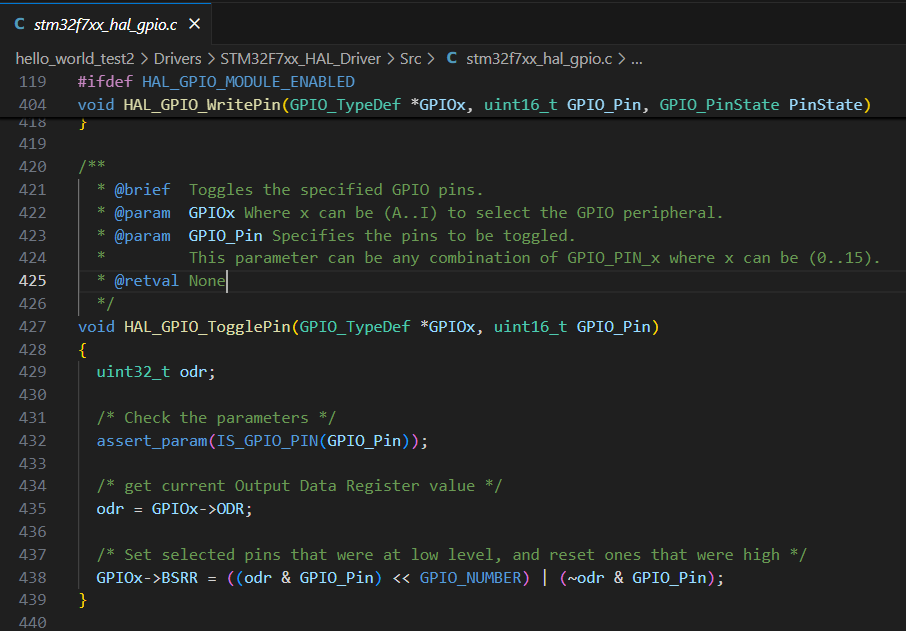 C stm32f7xx_hal_gpio.c ×
hello_world_test2 > Drivers > STM32F7xx_HAL_Driver > Src > C stm32f7xx_hal_gpio.c > ...
119 #ifdef HAL_GPIO_MODULE_ENABLED
404 void HAL_GPIO_WritePin(GPIO_TypeDef *GPIOx, uint16_t GPIO_Pin, GPIO_PinState PinState)
418 }
419
420 /**
421   * @brief  Toggles the specified GPIO pins.
422   * @param  GPIOx Where x can be (A..I) to select the GPIO peripheral.
423   * @param  GPIO_Pin Specifies the pins to be toggled.
424   *         This parameter can be any combination of GPIO_PIN_x where x can be (0..15).
425   * @retval None
426   */
427 void HAL_GPIO_TogglePin(GPIO_TypeDef *GPIOx, uint16_t GPIO_Pin)
428 {
429   uint32_t odr;
430
431   /* Check the parameters */
432   assert_param(IS_GPIO_PIN(GPIO_Pin));
433
434   /* get current Output Data Register value */
435   odr = GPIOx->ODR;
436
437   /* Set selected pins that were at low level, and reset ones that were high */
438   GPIOx->BSRR = ((odr & GPIO_Pin) << GPIO_NUMBER) | (~odr & GPIO_Pin);
439 }
440